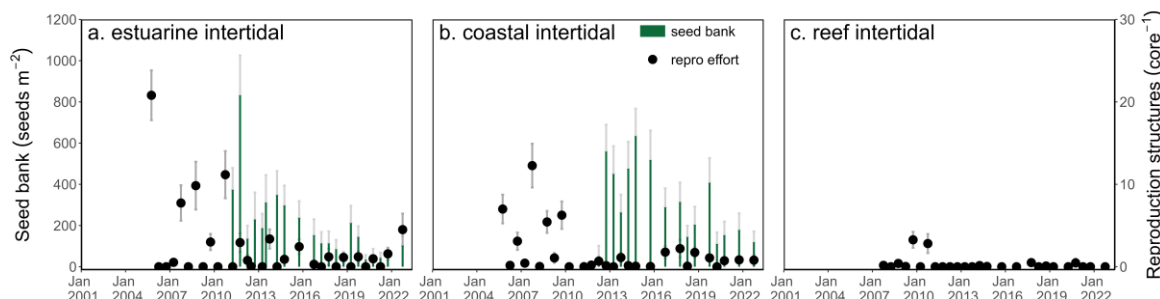 a. estuarine intertidal
b. coastal intertidal
c. reef intertidal
seed bank
repro effort
Seed bank (seeds m⁻²)
1200
1000
800
600
400
200
0
Reproduction structures (core⁻¹)
30
20
10
0
Jan 2001
Jan 2004
Jan 2007
Jan 2010
Jan 2013
Jan 2016
Jan 2019
Jan 2022
Jan 2001
Jan 2004
Jan 2007
Jan 2010
Jan 2013
Jan 2016
Jan 2019
Jan 2022
Jan 2001
Jan 2004
Jan 2007
Jan 2010
Jan 2013
Jan 2016
Jan 2019
Jan 2022